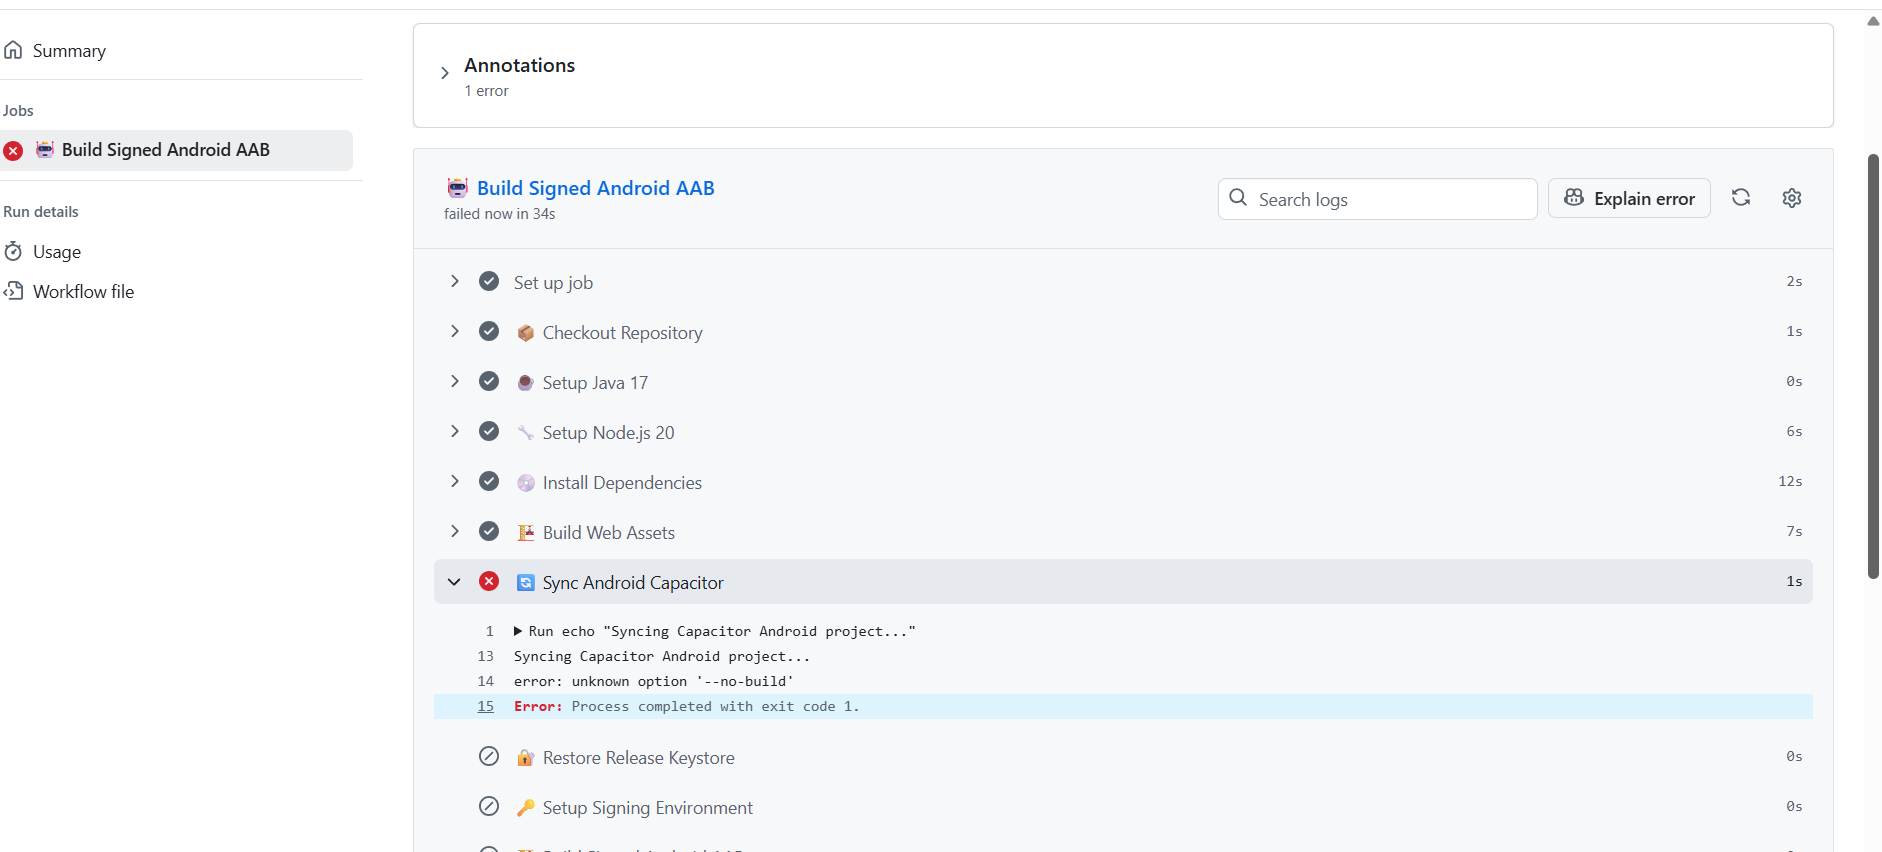 Summary
Jobs
Build Signed Android AAB
Run details
Usage
Workflow file
Annotations
1 error
Build Signed Android AAB
failed now in 34s
Search logs
Explain error
Set up job 2s
Checkout Repository 1s
Setup Java 17 0s
Setup Node.js 20 6s
Install Dependencies 12s
Build Web Assets 7s
Sync Android Capacitor 1s
1 Run echo "Syncing Capacitor Android project..."
13 Syncing Capacitor Android project...
14 error: unknown option '--no-build'
15 Error: Process completed with exit code 1.
Restore Release Keystore 0s
Setup Signing Environment 0s